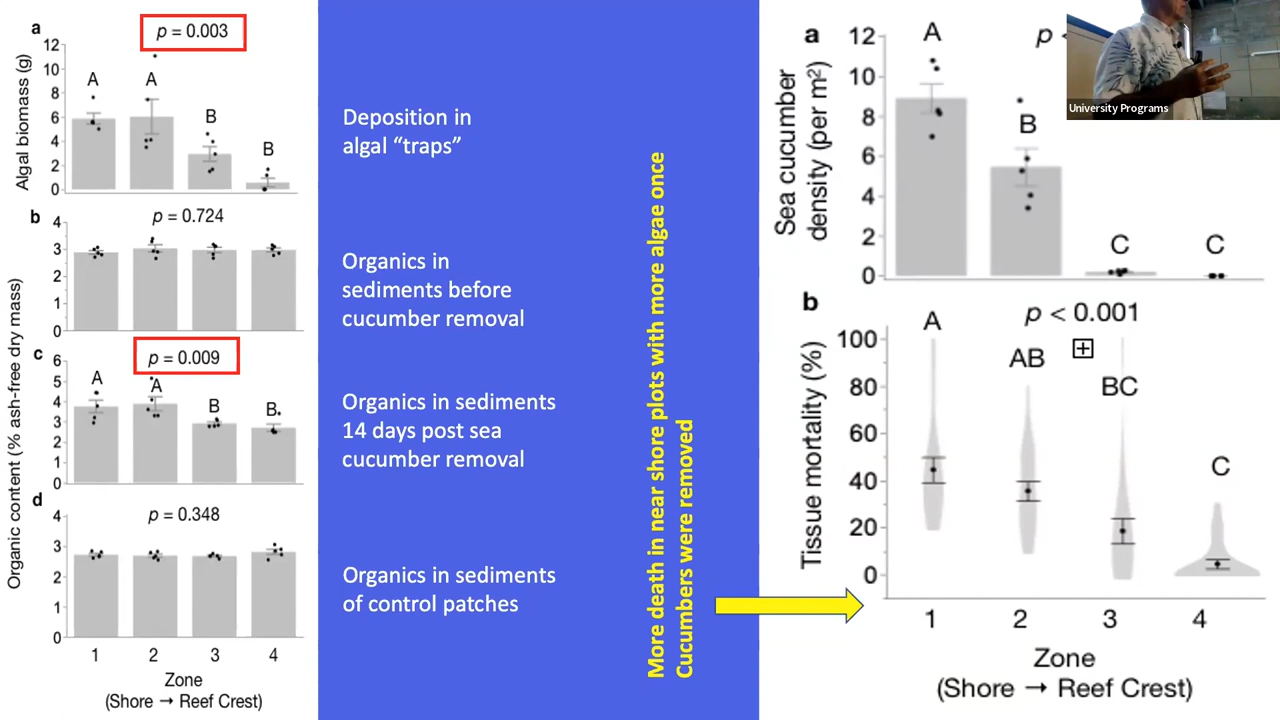 a
p = 0.003
Algal biomass (g)
12
10
8
6
4
2
0
A
A
B
B
b
p = 0.724
4
3
2
1
0
c
p = 0.009
6
5
4
3
2
1
0
A
A
B
B
d
p = 0.348
4
3
2
1
0
Organic content (% ash-free dry mass)
1 2 3 4
Zone
(Shore → Reef Crest)
Deposition in
algal “traps”
Organics in
sediments before
cucumber removal
Organics in sediments
14 days post sea
cucumber removal
Organics in sediments
of control patches
More death in near shore plots with more algae once
Cucumbers were removed
a
p
Sea cucumber
density (per m²)
12
10
8
6
4
2
0
A
B
C
C
b
p < 0.001
Tissue mortality (%)
100
80
60
40
20
0
A
AB
BC
C
1 2 3 4
Zone
(Shore → Reef Crest)
University Programs